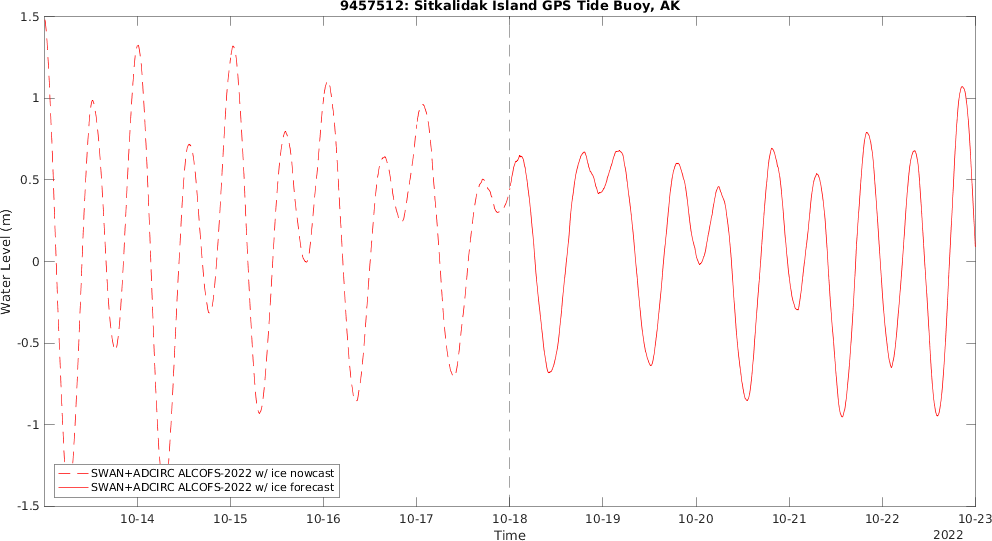 9457512: Sitkalidak Island GPS Tide Buoy, AK
Water Level (m)
1.5
1
0.5
0
-0.5
-1
-1.5
SWAN+ADCIRC ALCOFS-2022 w/ ice nowcast
SWAN+ADCIRC ALCOFS-2022 w/ ice forecast
10-14 10-15 10-16 10-17 10-18 10-19 10-20 10-21 10-22 10-23
Time
2022